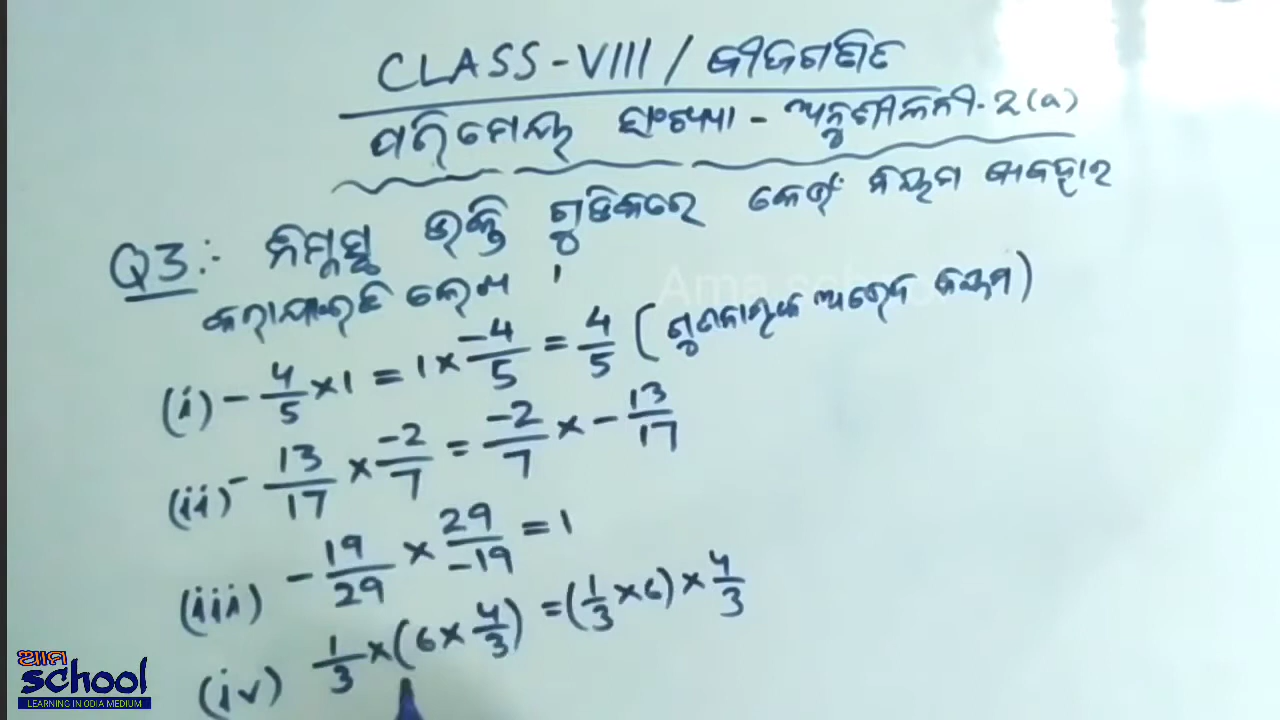 CLASS-VIII / ବୀଜଗଣିତ
ପରିମେୟ ସଂଖ୍ୟା - ଅନୁଶୀଳନୀ-2(a)
Q3:- ନିମ୍ନସ୍ଥ ଉକ୍ତି ଗୁଡିକରେ କେଉଁ ନିୟମ ବ୍ୟବହାର
କରାଯାଇଛି ଲେଖ ।
Ama school
(i) - 4/5 × 1 = 1 × -4/5 = 4/5 (ଗୁଣନାତ୍ମକ ଅଭେଦ ନିୟମ)
(ii) - 13/17 × -2/7 = -2/7 × - 13/17
(iii) - 19/29 × 29/-19 = 1
(iv) 1/3 × (6 × 4/3) = (1/3 × 6) × 4/3
ଆମ
school
LEARNING IN ODIA MEDIUM